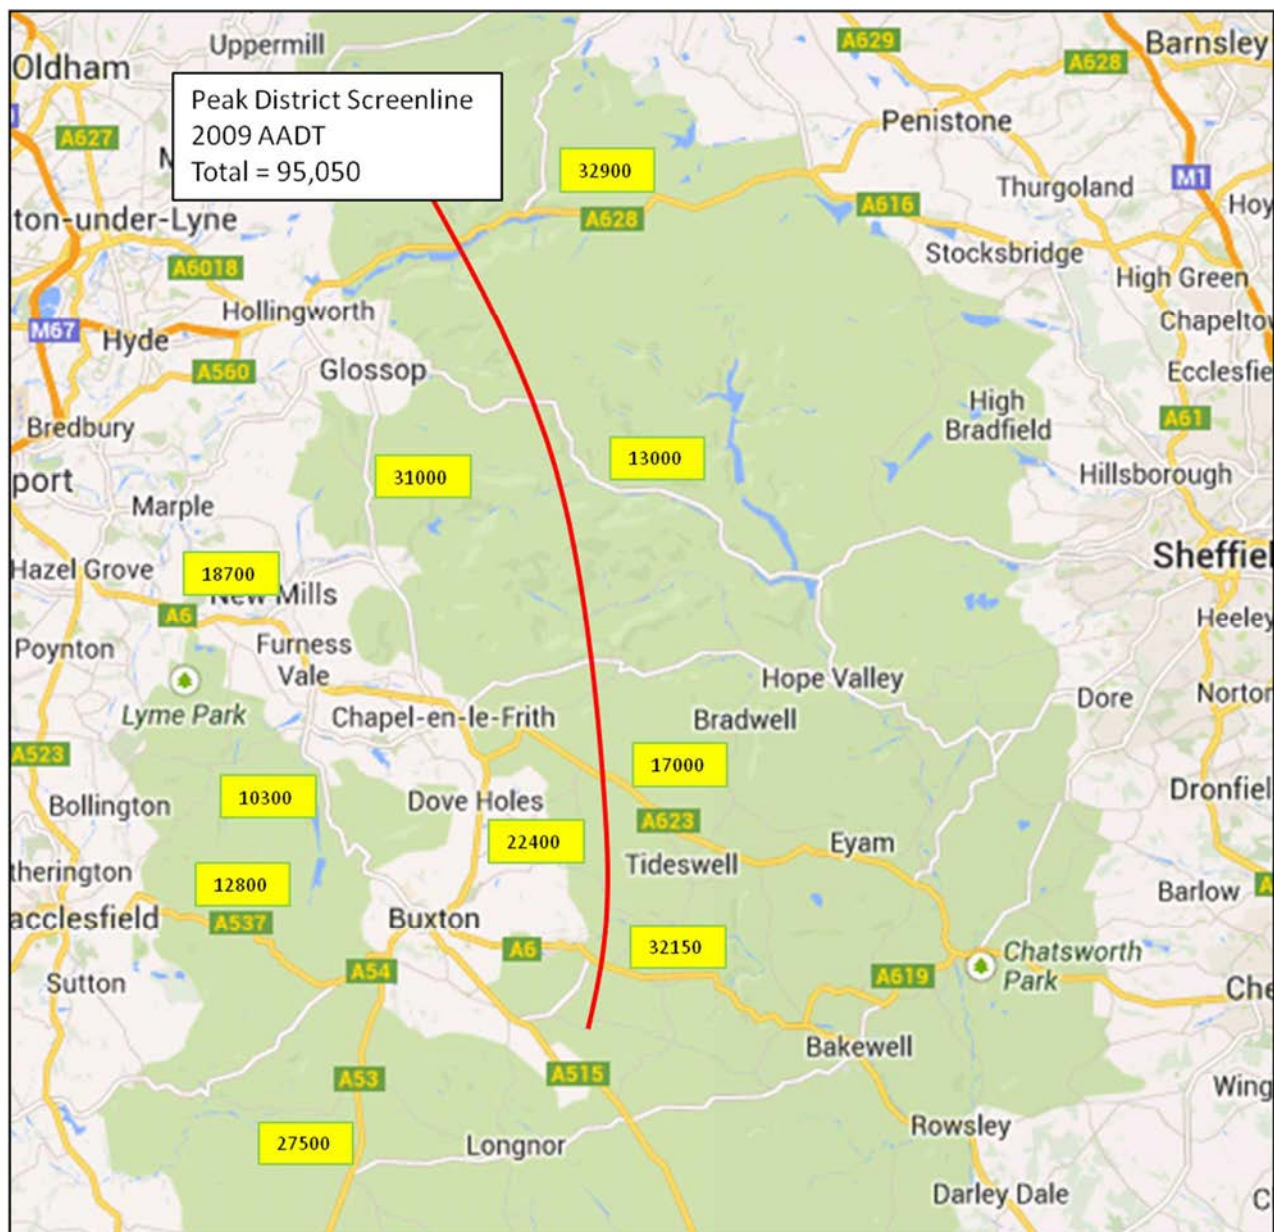 Uppermill
A629
Barnsley
Oldham
A628
Peak District Screenline
2009 AADT
Total = 95,050
A627
M
Penistone
32900
M1
Thurgoland
ton-under-Lyne
A628
A616
Hoy
Stocksbridge
A6018
High Green
Hollingworth
Chapeltow
M67
Hyde
Glossop
A560
Ecclesfie
High
Bradfield
A61
Bredbury
13000
31000
Hillsborough
port
Marple
Sheffiel
Hazel Grove
18700
New Mills
A6
Heeley
Poynton
Furness
Vale
Hope Valley
Dore
Norton
Lyme Park
Chapel-en-le-Frith
Bradwell
A523
17000
Dronfiel
Bollington
10300
Dove Holes
A623
22400
Eyam
Tideswell
therington
12800
Barlow
A
acclesfield
A537
Buxton
A6
32150
Chatsworth
Park
A54
A619
Sutton
Che
Bakewell
A53
A515
Wing
Rowsley
27500
Longnor
Darley Dale
C